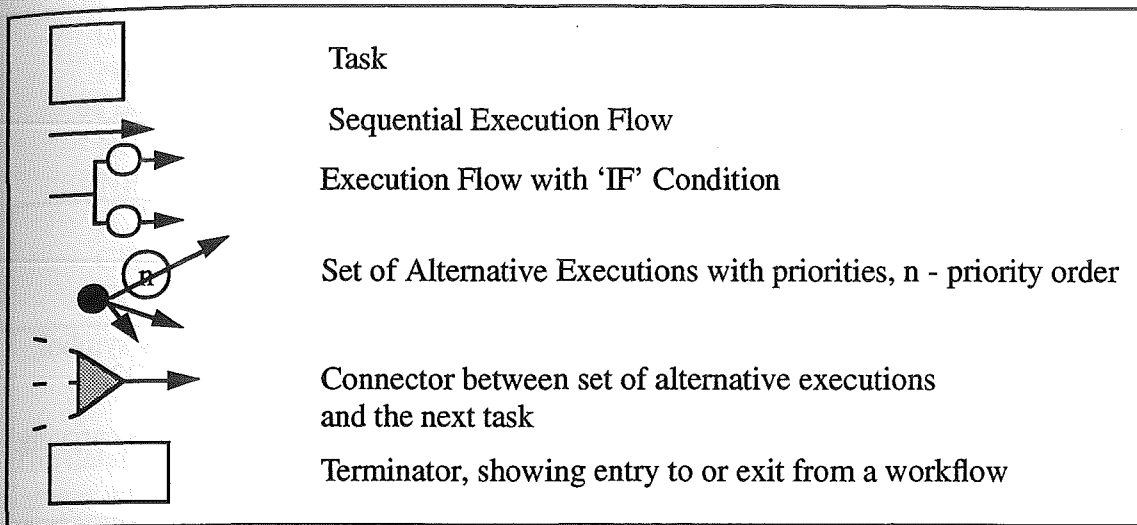 Task
Sequential Execution Flow
Execution Flow with ‘IF’ Condition
n
Set of Alternative Executions with priorities, n - priority order
Connector between set of alternative executions
and the next task
Terminator, showing entry to or exit from a workflow